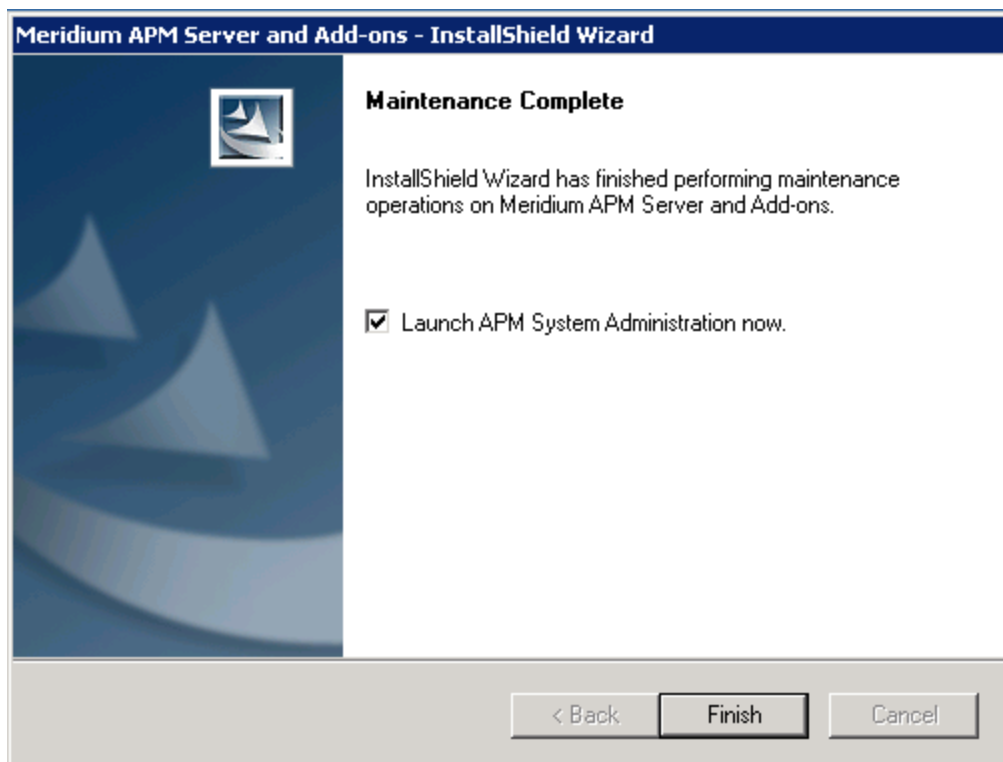 Meridium APM Server and Add-ons - InstallShield Wizard
Maintenance Complete
InstallShield Wizard has finished performing maintenance
operations on Meridium APM Server and Add-ons.
Launch APM System Administration now.
< Back
Finish
Cancel